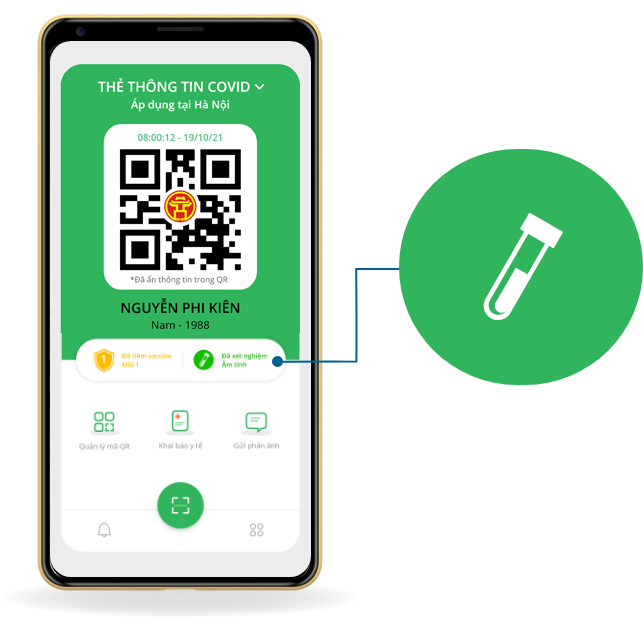 THẺ THÔNG TIN COVID
Áp dụng tại Hà Nội
08:00:12 - 19/10/21
*Đã ẩn thông tin trong QR
NGUYỄN PHI KIÊN
Nam - 1988
1
Đã tiêm vaccine
Mũi 1
Đã xét nghiệm
Âm tính
Quản lý mã QR
Khai báo y tế
Gửi phản ánh